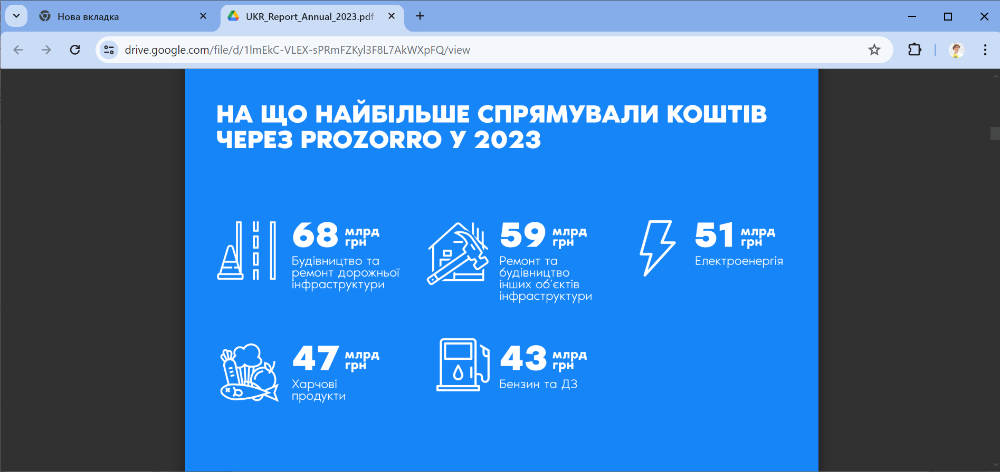 Нова вкладка
UKR_Report_Annual_2023.pdf
drive.google.com/file/d/1lmEkC-VLEX-sPRmFZKyl3F8L7AkWXpFQ/view
НА ЩО НАЙБІЛЬШЕ СПРЯМУВАЛИ КОШТІВ
ЧЕРЕЗ PROZORRO У 2023
68 млрд грн
Будівництво та
ремонт дорожньої
інфраструктури
59 млрд грн
Ремонт та
будівництво
інших об’єктів
інфраструктури
51 млрд грн
Електроенергія
47 млрд грн
Харчові
продукти
43 млрд грн
Бензин та ДЗ